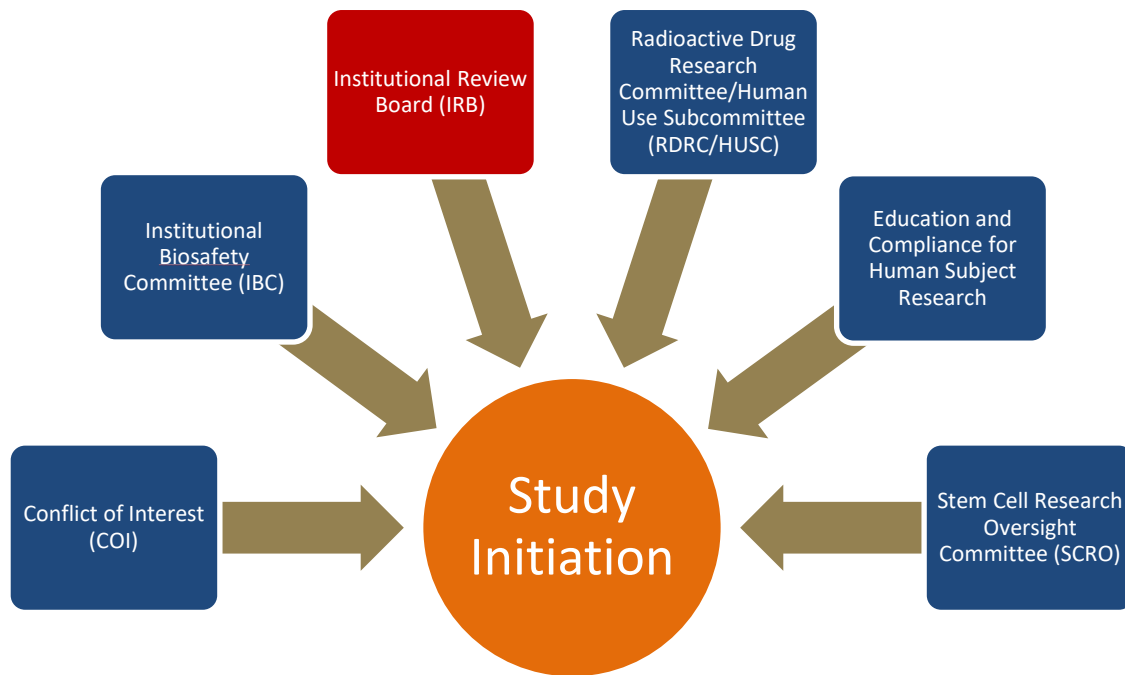 Institutional Review
Board (IRB)
Radioactive Drug
Research
Committee/Human
Use Subcommittee
(RDRC/HUSC)
Institutional
Biosafety
Committee (IBC)
Education and
Compliance for
Human Subject
Research
Conflict of Interest
(COI)
Study
Initiation
Stem Cell Research
Oversight
Committee (SCRO)